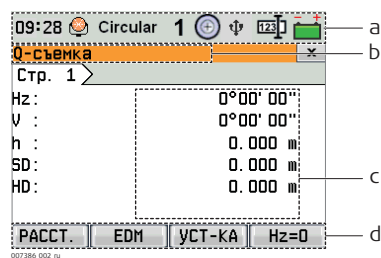 09:28 Circular 1 123 a
Q-съемка × b
Стр. 1
Hz: 0°00' 00"
V : 0°00' 00"
h : 0.000 m
SD: 0.000 m
HD: 0.000 m
c
РАССТ. EDM УСТ-КА Hz=0 d
007386 002 ru